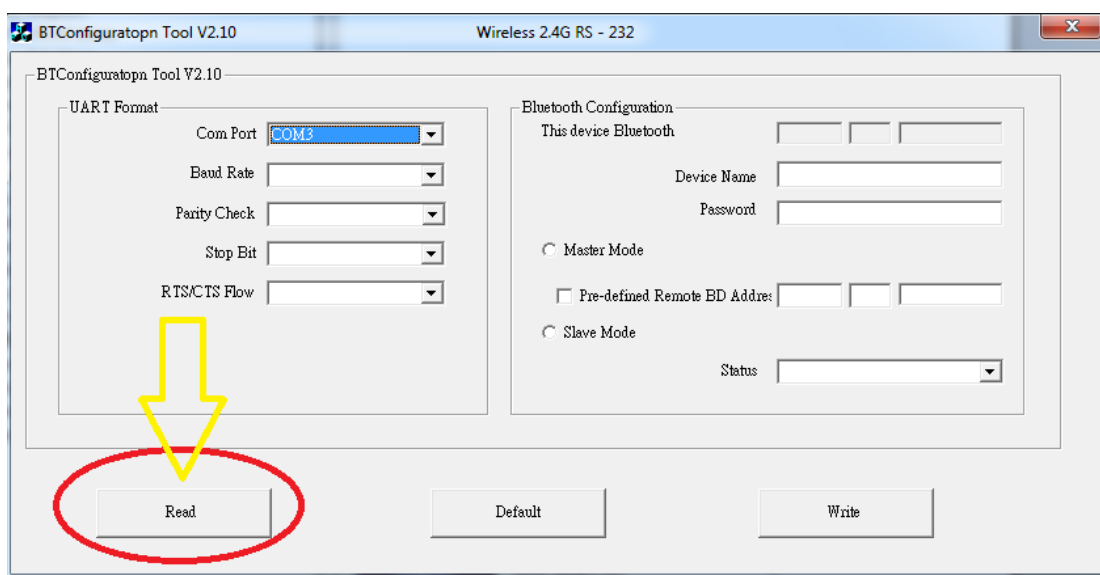 BTConfiguratopn Tool V2.10 Wireless 2.4G RS - 232
x
BTConfiguratopn Tool V2.10
UART Format
Com Port COM3
Baud Rate
Parity Check
Stop Bit
RTS/CTS Flow
Bluetooth Configuration
This device Bluetooth
Device Name
Password
Master Mode
Pre-defined Remote BD Addres
Slave Mode
Status
Read Default Write